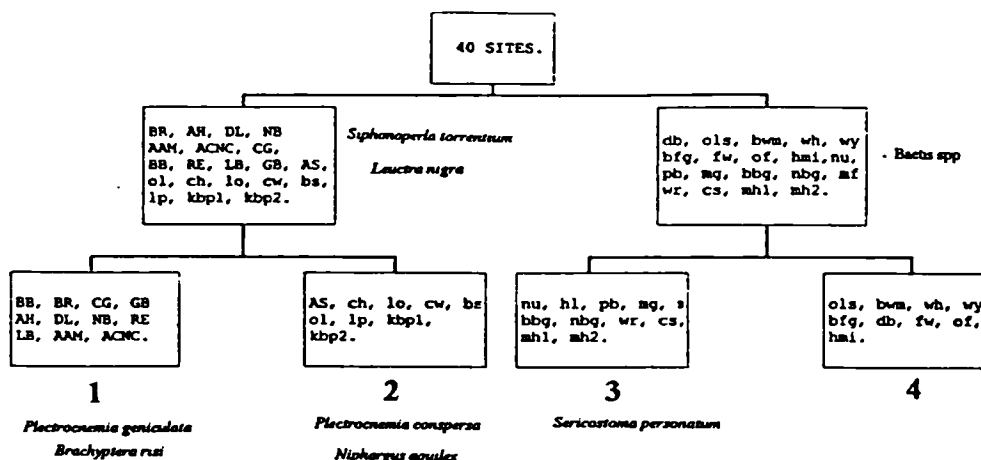 40 SITES.
BR, AH, DL, NB
AAM, ACNC, CG,
BB, RE, LB, GB, AS,
ol, ch, lo, cw, bs,
lp, kbp1, kbp2.
Siphonoperla torrentium
Leuctra nigra
db, ols, bwm, wh, wy
bfg, fw, of, hmi, nu,
pb, mg, bbg, nbg, mf
wr, cs, mh1, mh2.
Baetis spp
BB, BR, CG, GB
AH, DL, NB, RE
LB, AAM, ACNC.
AS, ch, lo, cw, bs
ol, lp, kbp1,
kbp2.
nu, hl, pb, mg,
bbg, nbg, wr, cs,
mh1, mh2.
ols, bwm, wh, wy
bfg, db, fw, of,
hmi.
1
2
3
4
Plectrocnemia geniculata
Brachyptera risi
Plectrocnemia conspersa
Niphargus aquilex
Sericostoma personatum